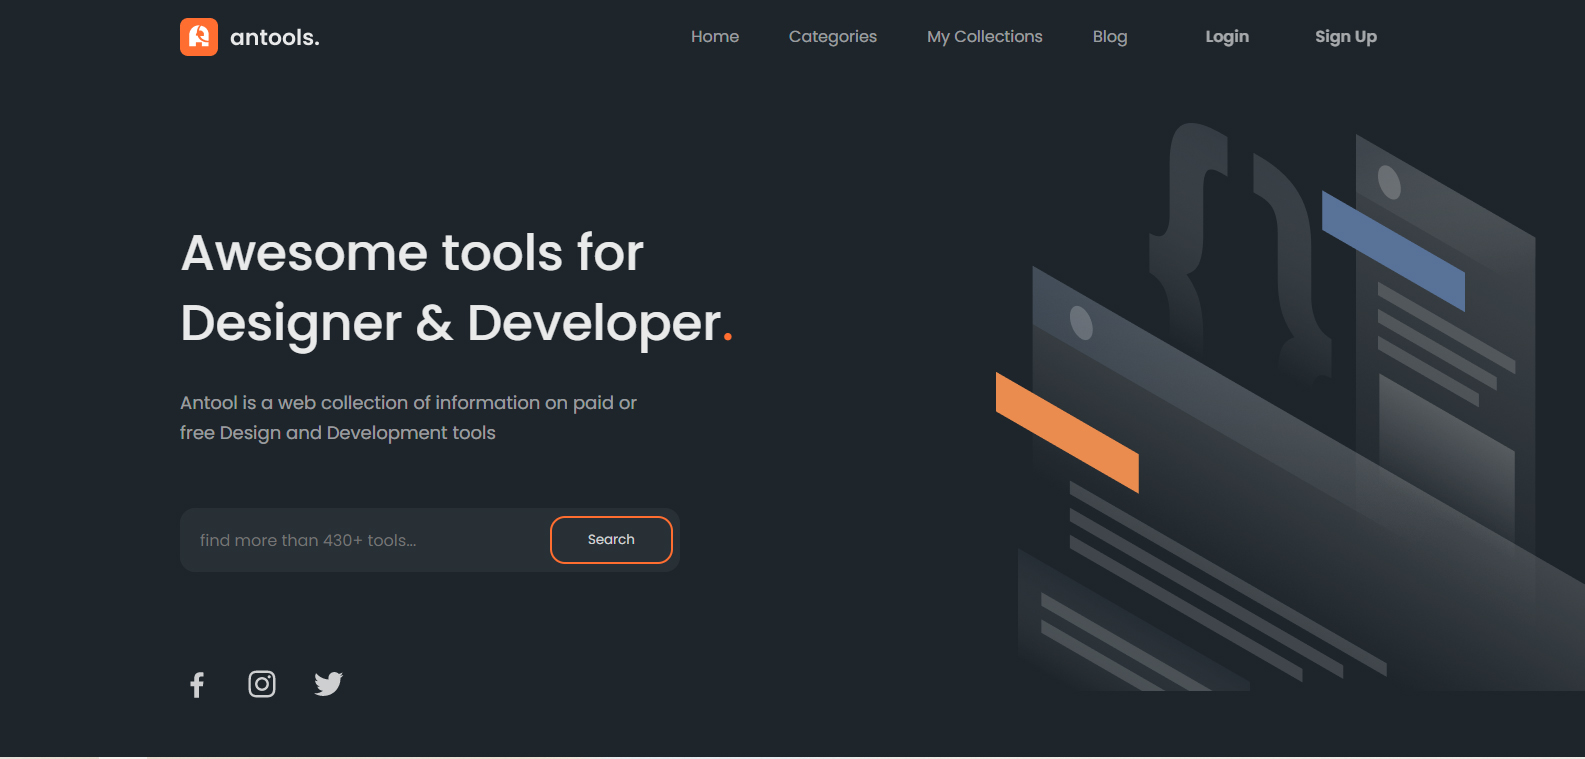 antools.
Home
Categories
My Collections
Blog
Login
Sign Up
Awesome tools for
Designer & Developer.
Antool is a web collection of information on paid or
free Design and Development tools
find more than 430+ tools...
Search